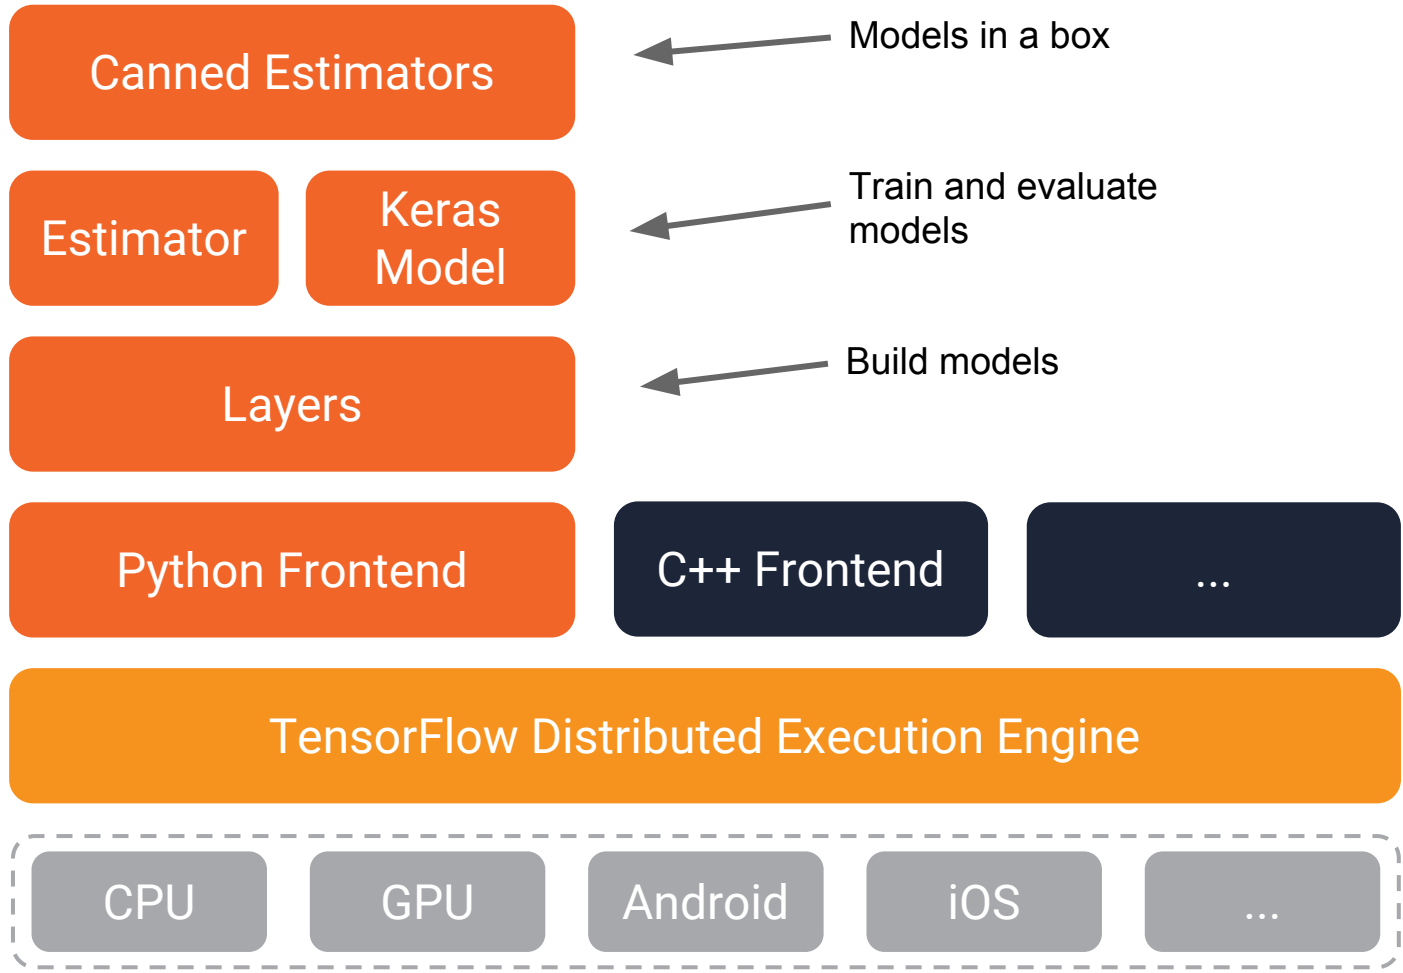 Canned Estimators
Models in a box
Estimator
Keras
Model
Train and evaluate
models
Layers
Build models
Python Frontend
C++ Frontend
...
TensorFlow Distributed Execution Engine
CPU
GPU
Android
iOS
...